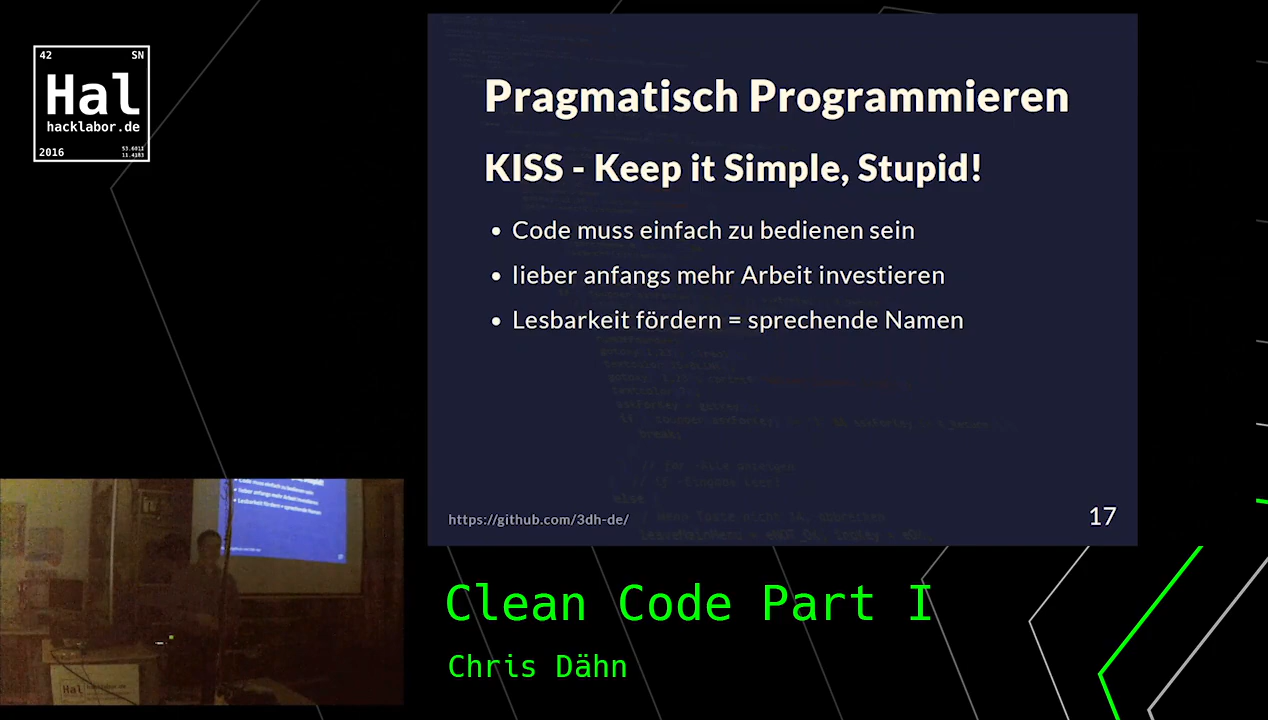 42 SN
Hal
hacklabor.de
2016
Pragmatisch Programmieren
KISS - Keep it Simple, Stupid!
• Code muss einfach zu bedienen sein
• lieber anfangs mehr Arbeit investieren
• Lesbarkeit fördern = sprechende Namen
https://github.com/3dh-de/
17
Clean Code Part I
Chris Dähn